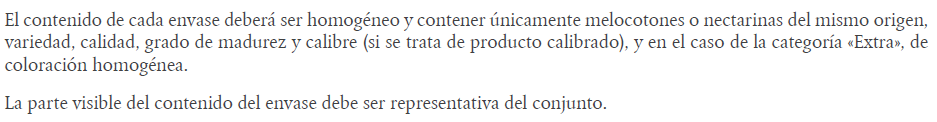 El contenido de cada envase deberá ser homogéneo y contener únicamente melocotones o nectarinas del mismo origen,
variedad, calidad, grado de madurez y calibre (si se trata de producto calibrado), y en el caso de la categoría «Extra», de
coloración homogénea.
La parte visible del contenido del envase debe ser representativa del conjunto.